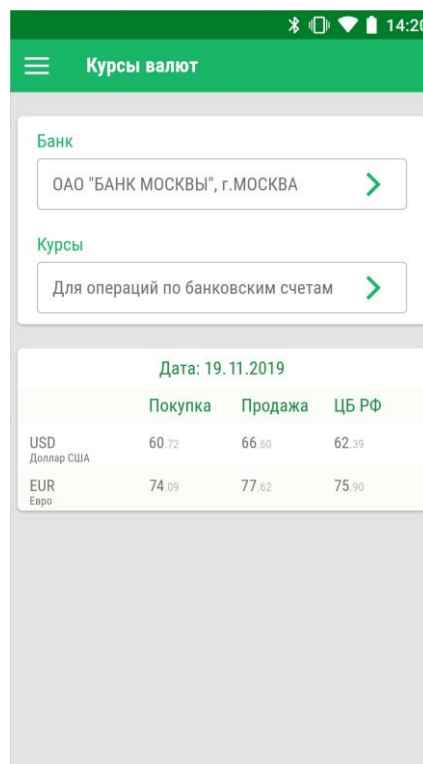 14:20
Курсы валют
Банк
ОАО "БАНК МОСКВЫ", г.МОСКВА
Курсы
Для операций по банковским счетам
Дата: 19.11.2019
Покупка Продажа ЦБ РФ
USD 60.72 66.60 62.39
Доллар США
EUR 74.09 77.62 75.90
Евро